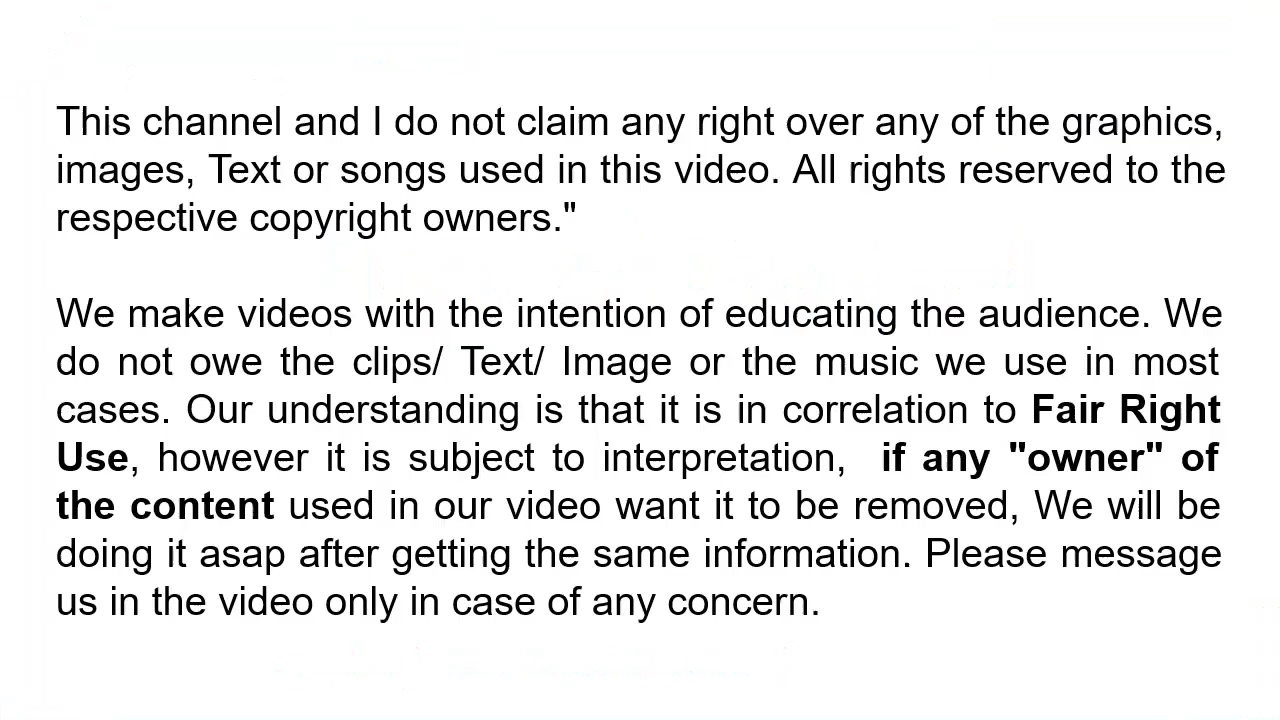 This channel and I do not claim any right over any of the graphics,
images, Text or songs used in this video. All rights reserved to the
respective copyright owners."
We make videos with the intention of educating the audience. We
do not owe the clips/ Text/ Image or the music we use in most
cases. Our understanding is that it is in correlation to Fair Right
Use, however it is subject to interpretation, if any "owner" of
the content used in our video want it to be removed, We will be
doing it asap after getting the same information. Please message
us in the video only in case of any concern.